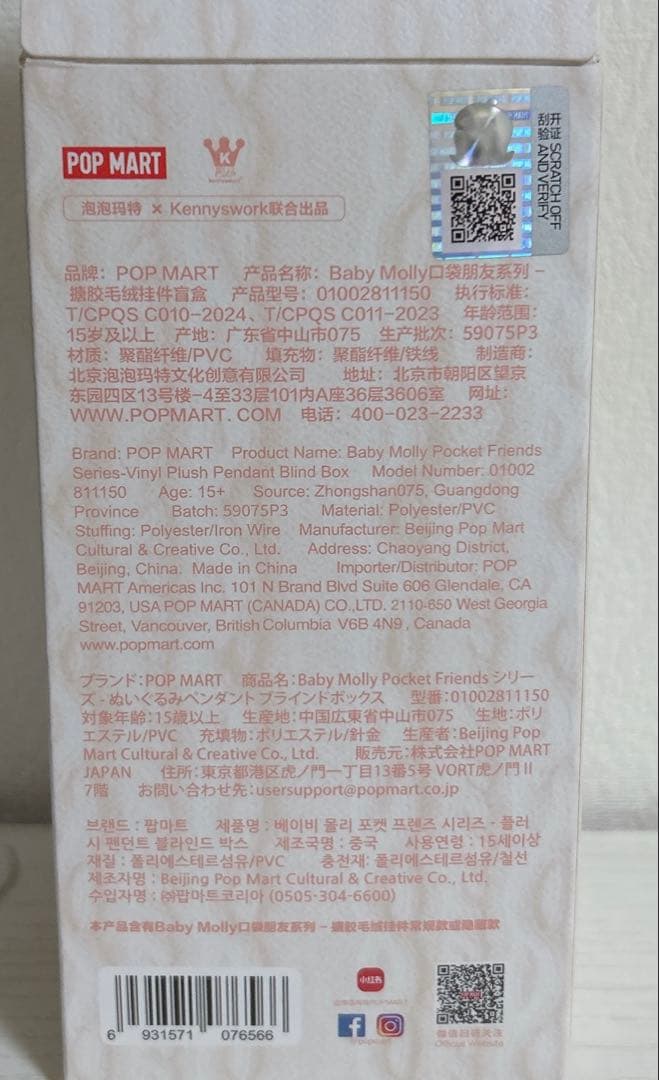 POP MART
K
泡泡玛特 × Kennyswork联合出品
开证 SCRATCH OFF
刮验 AND VERIFY
品牌：POP MART 产品名称：Baby Molly口袋朋友系列 –
搪胶毛绒挂件盲盒 产品型号：01002811150 执行标准：
T/CPQS C010-2024、T/CPQS C011-2023 年龄范围：
15岁及以上 产地：广东省中山市075 生产批次：59075P3
材质：聚酯纤维/PVC 填充物：聚酯纤维/铁线 制造商：
北京泡泡玛特文化创意有限公司 地址：北京市朝阳区望京
东园四区13号楼-4至33层101内A座36层3606室 网址：
WWW.POPMART.COM 电话：400-023-2233
Brand: POP MART Product Name: Baby Molly Pocket Friends
Series-Vinyl Plush Pendant Blind Box Model Number: 01002
811150 Age: 15+ Source: Zhongshan075, Guangdong
Province Batch: 59075P3 Material: Polyester/PVC
Stuffing: Polyester/Iron Wire Manufacturer: Beijing Pop Mart
Cultural & Creative Co., Ltd. Address: Chaoyang District,
Beijing, China. Made in China Importer/Distributor: POP
MART Americas Inc. 101 N Brand Blvd Suite 606 Glendale, CA
91203, USA POP MART (CANADA) CO.,LTD. 2110-650 West Georgia
Street, Vancouver, British Columbia V6B 4N9 , Canada
www.popmart.com
ブランド：POP MART 商品名：Baby Molly Pocket Friends シリー
ズ - ぬいぐるみペンダント ブラインドボックス 型番：01002811150
対象年齢：15歳以上 生産地：中国広東省中山市075 生地：ポリ
エステル/PVC 充填物：ポリエステル/針金 生産者：Beijing Pop
Mart Cultural & Creative Co., Ltd. 販売元：株式会社POP MART
JAPAN 住所：東京都港区虎ノ門一丁目13番5号 VORT虎ノ門Ⅱ
7階 お問い合わせ先：usersupport@popmart.co.jp
브랜드 : 팝마트 제품명 : 베이비 몰리 포켓 프렌즈 시리즈 - 플러
시 펜던트 블라인드 박스 제조국명 : 중국 사용연령 : 15세이상
재질 : 폴리에스테르섬유/PVC 충전재: 폴리에스테르섬유/철선
제조자명 : Beijing Pop Mart Cultural & Creative Co., Ltd.
수입자명 : ㈜팝마트코리아 (0505-304-6600)
本产品含有Baby Molly口袋朋友系列 – 搪胶毛绒挂件常规款或隐藏款
小红书
@popmart
微信扫码关注
Official Website
6 931571 076566